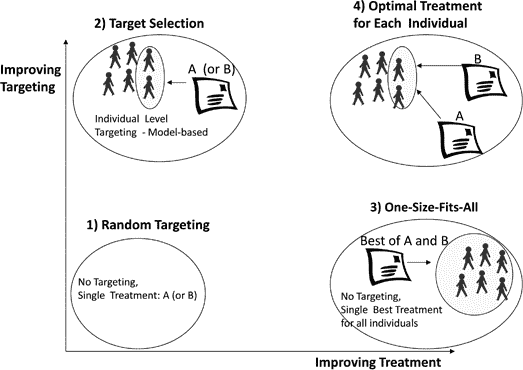 2) Target Selection
4) Optimal Treatment
for Each Individual
Improving
Targeting
A (or B)
Individual Level
Targeting - Model-based
B
A
1) Random Targeting
No Targeting,
Single Treatment: A (or B)
3) One-Size-Fits-All
Best of A and B
No Targeting,
Single Best Treatment
for all individuals
Improving Treatment